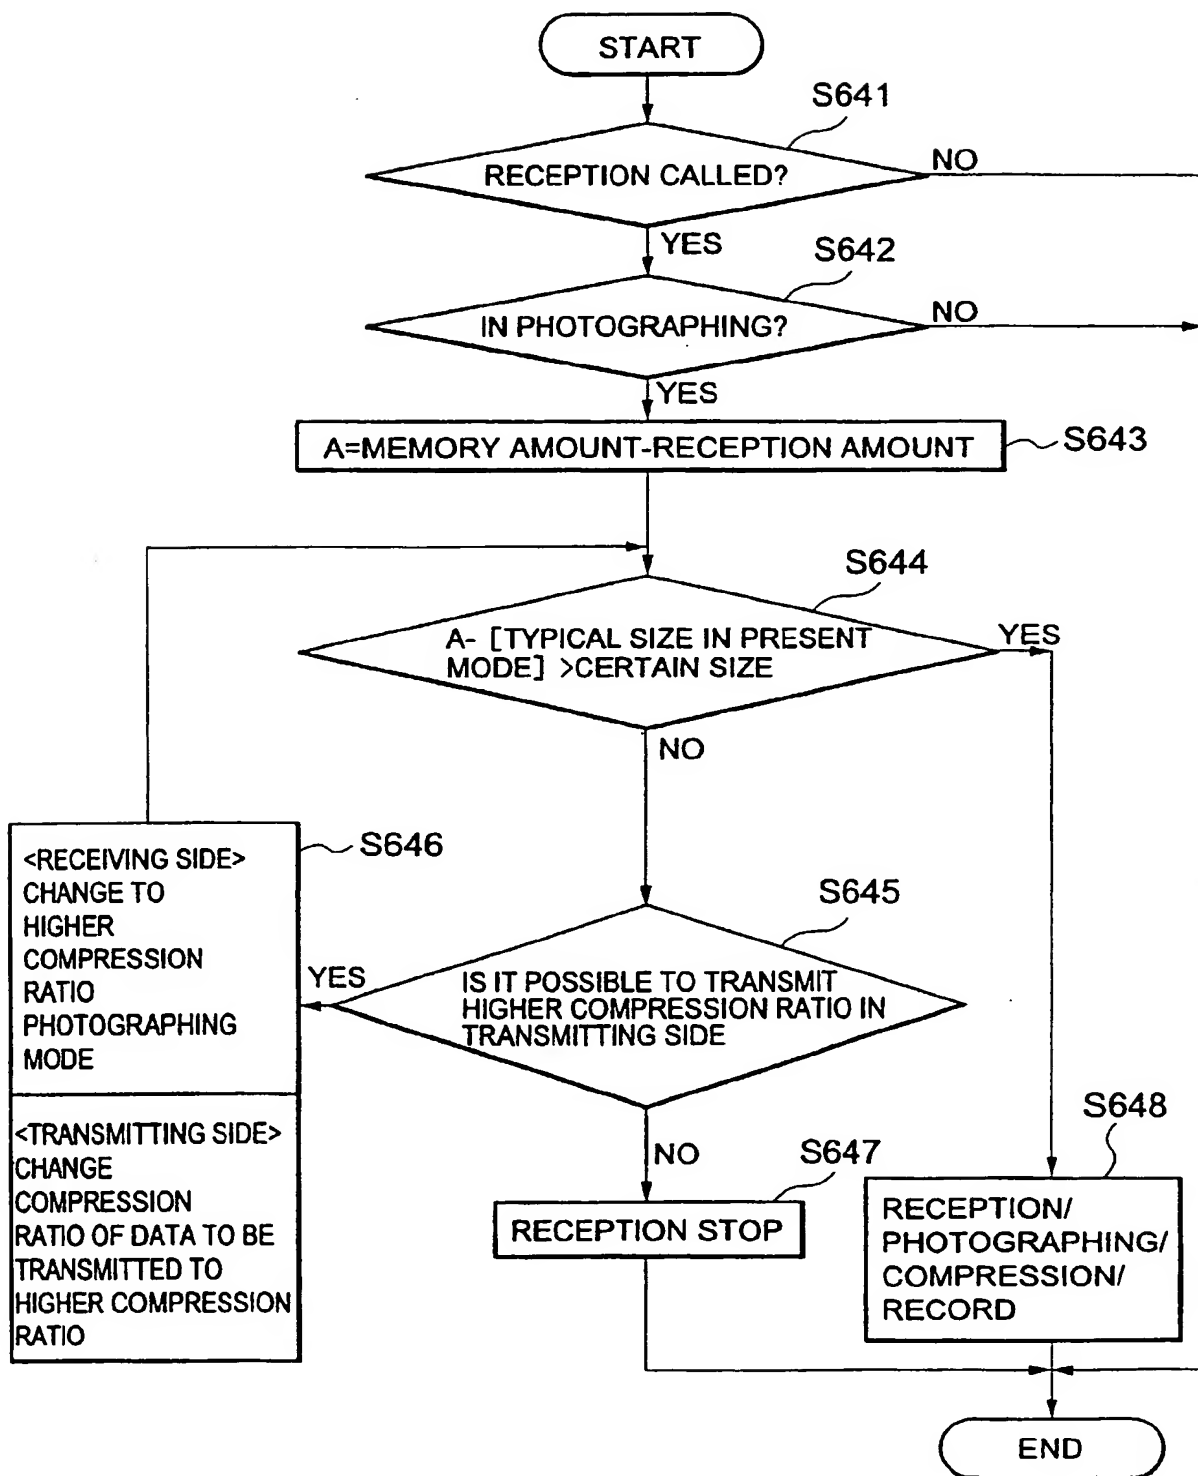 START
S641
RECEPTION CALLED?
NO
YES
S642
IN PHOTOGRAPHING?
NO
YES
A=MEMORY AMOUNT-RECEPTION AMOUNT
S643
S644
A- [TYPICAL SIZE IN PRESENT
MODE] >CERTAIN SIZE
YES
NO
<RECEIVING SIDE>
CHANGE TO
HIGHER
COMPRESSION
RATIO
PHOTOGRAPHING
MODE
S646
<TRANSMITTING SIDE>
CHANGE
COMPRESSION
RATIO OF DATA TO BE
TRANSMITTED TO
HIGHER COMPRESSION
RATIO
S645
YES
IS IT POSSIBLE TO TRANSMIT
HIGHER COMPRESSION RATIO IN
TRANSMITTING SIDE
NO
S647
RECEPTION STOP
S648
RECEPTION/
PHOTOGRAPHING/
COMPRESSION/
RECORD
END